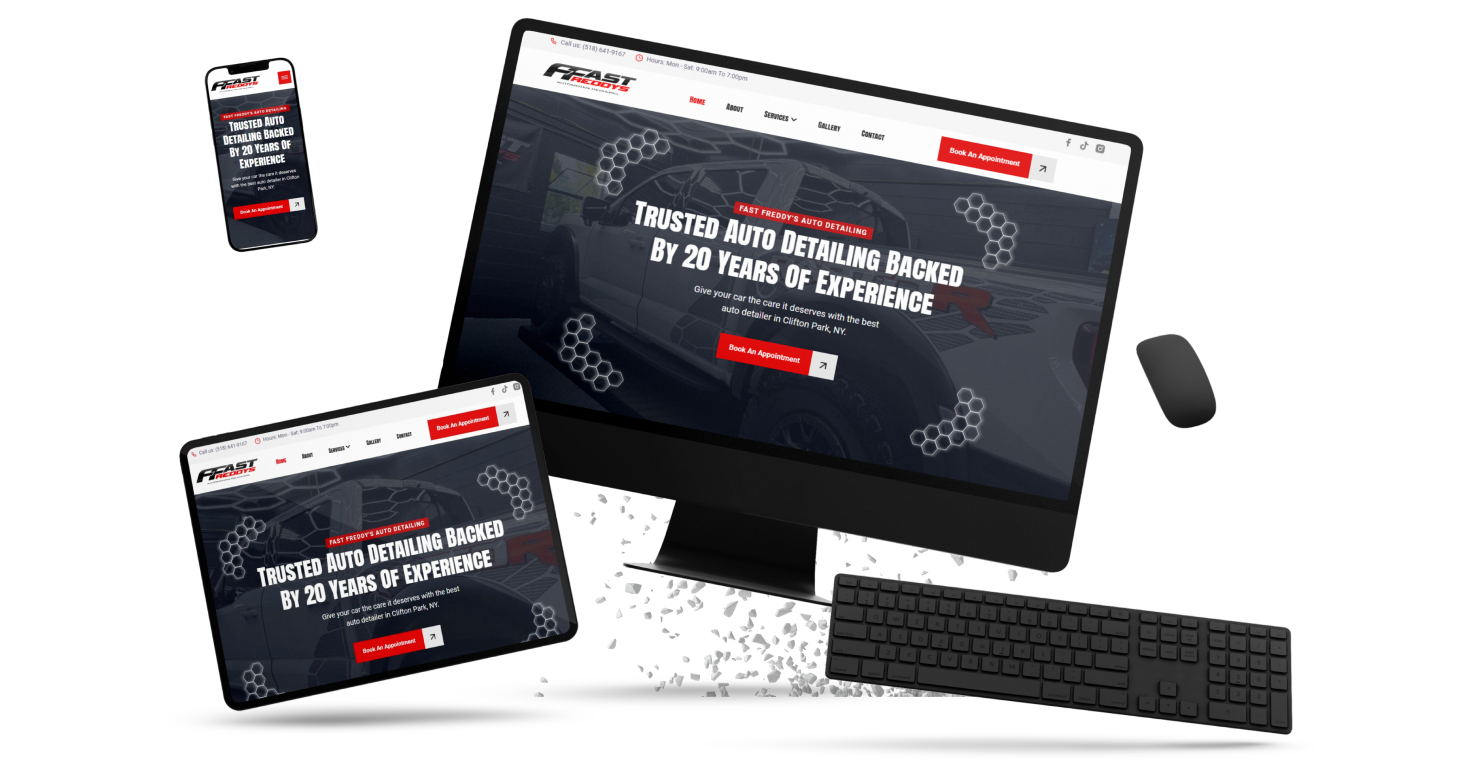 Call us: (518) 641-9167 Hours: Mon - Sat: 9:00am To 7:00pm
FAST
REDDYS
Home About Services Gallery Contact
Book An Appointment
FAST FREDDY'S AUTO DETAILING
Trusted Auto Detailing Backed
By 20 Years Of Experience
Give your car the care it deserves with the best
auto detailer in Clifton Park, NY.
Book An Appointment
FAST
REDDYS
FAST FREDDY'S AUTO DETAILING
Trusted Auto
Detailing Backed
By 20 Years Of
Experience
Give your car the care it deserves
with the best auto detailer in Clifton
Park, NY.
Book An Appointment
Call us: (518) 641-9167 Hours: Mon - Sat: 9:00am To 7:00pm
FAST
REDDYS
Home About Services Gallery Contact
Book An Appointment
FAST FREDDY'S AUTO DETAILING
Trusted Auto Detailing Backed
By 20 Years Of Experience
Give your car the care it deserves with the best
auto detailer in Clifton Park, NY.
Book An Appointment